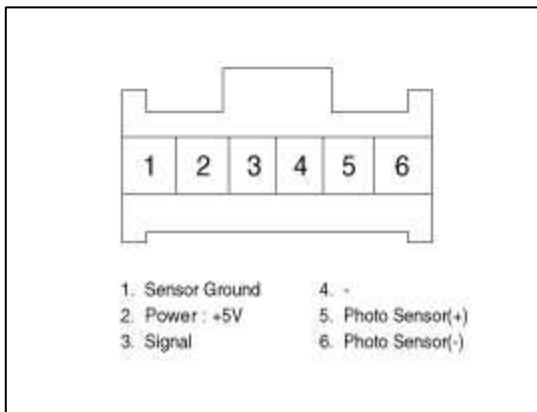 1 2 3 4 5 6
1. Sensor Ground
2. Power : +5V
3. Signal
4. -
5. Photo Sensor(+)
6. Photo Sensor(-)